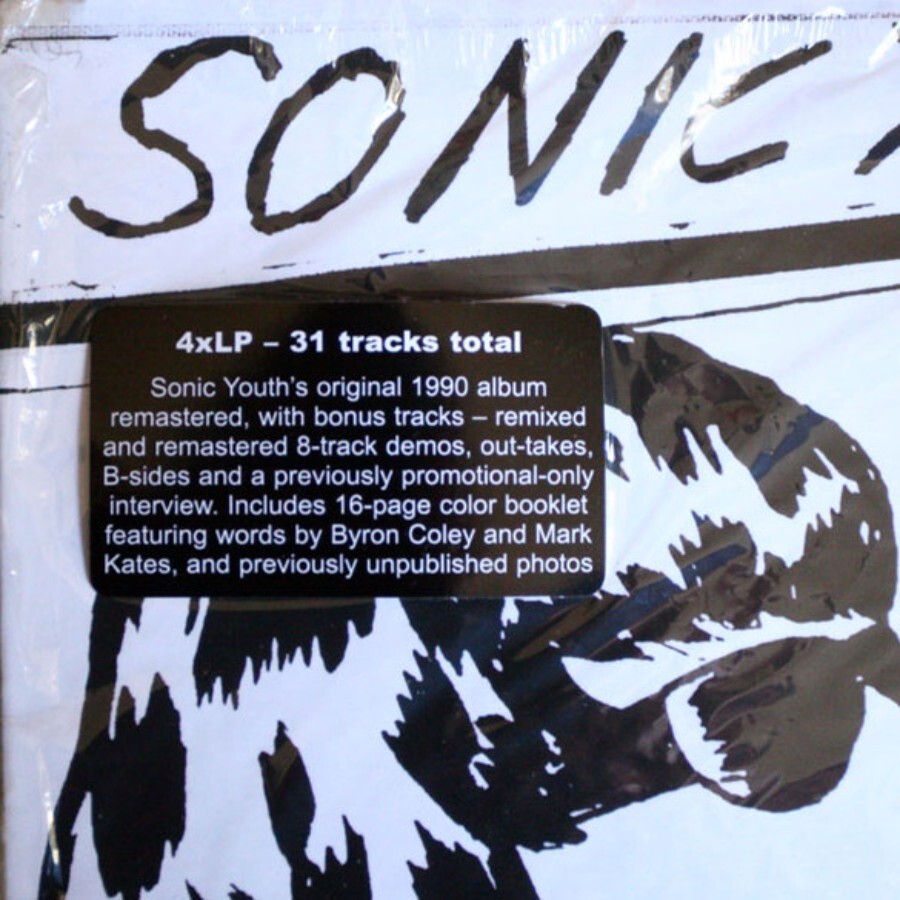 SONIC
4xLP – 31 tracks total
Sonic Youth's original 1990 album
remastered, with bonus tracks – remixed
and remastered 8-track demos, out-takes,
B-sides and a previously promotional-only
interview. Includes 16-page color booklet
featuring words by Byron Coley and Mark
Kates, and previously unpublished photos